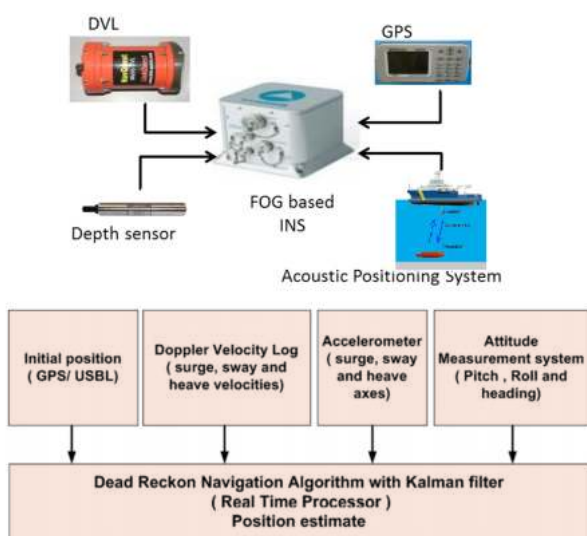 DVL
GPS
FOG based
INS
Depth sensor
Acoustic Positioning System
Initial position
( GPS/ USBL)
Doppler Velocity Log
( surge, sway and
heave velocities)
Accelerometer
( surge, sway
and heave
axes)
Attitude
Measurement system
( Pitch , Roll and
heading)
Dead Reckon Navigation Algorithm with Kalman filter
( Real Time Processor )
Position estimate